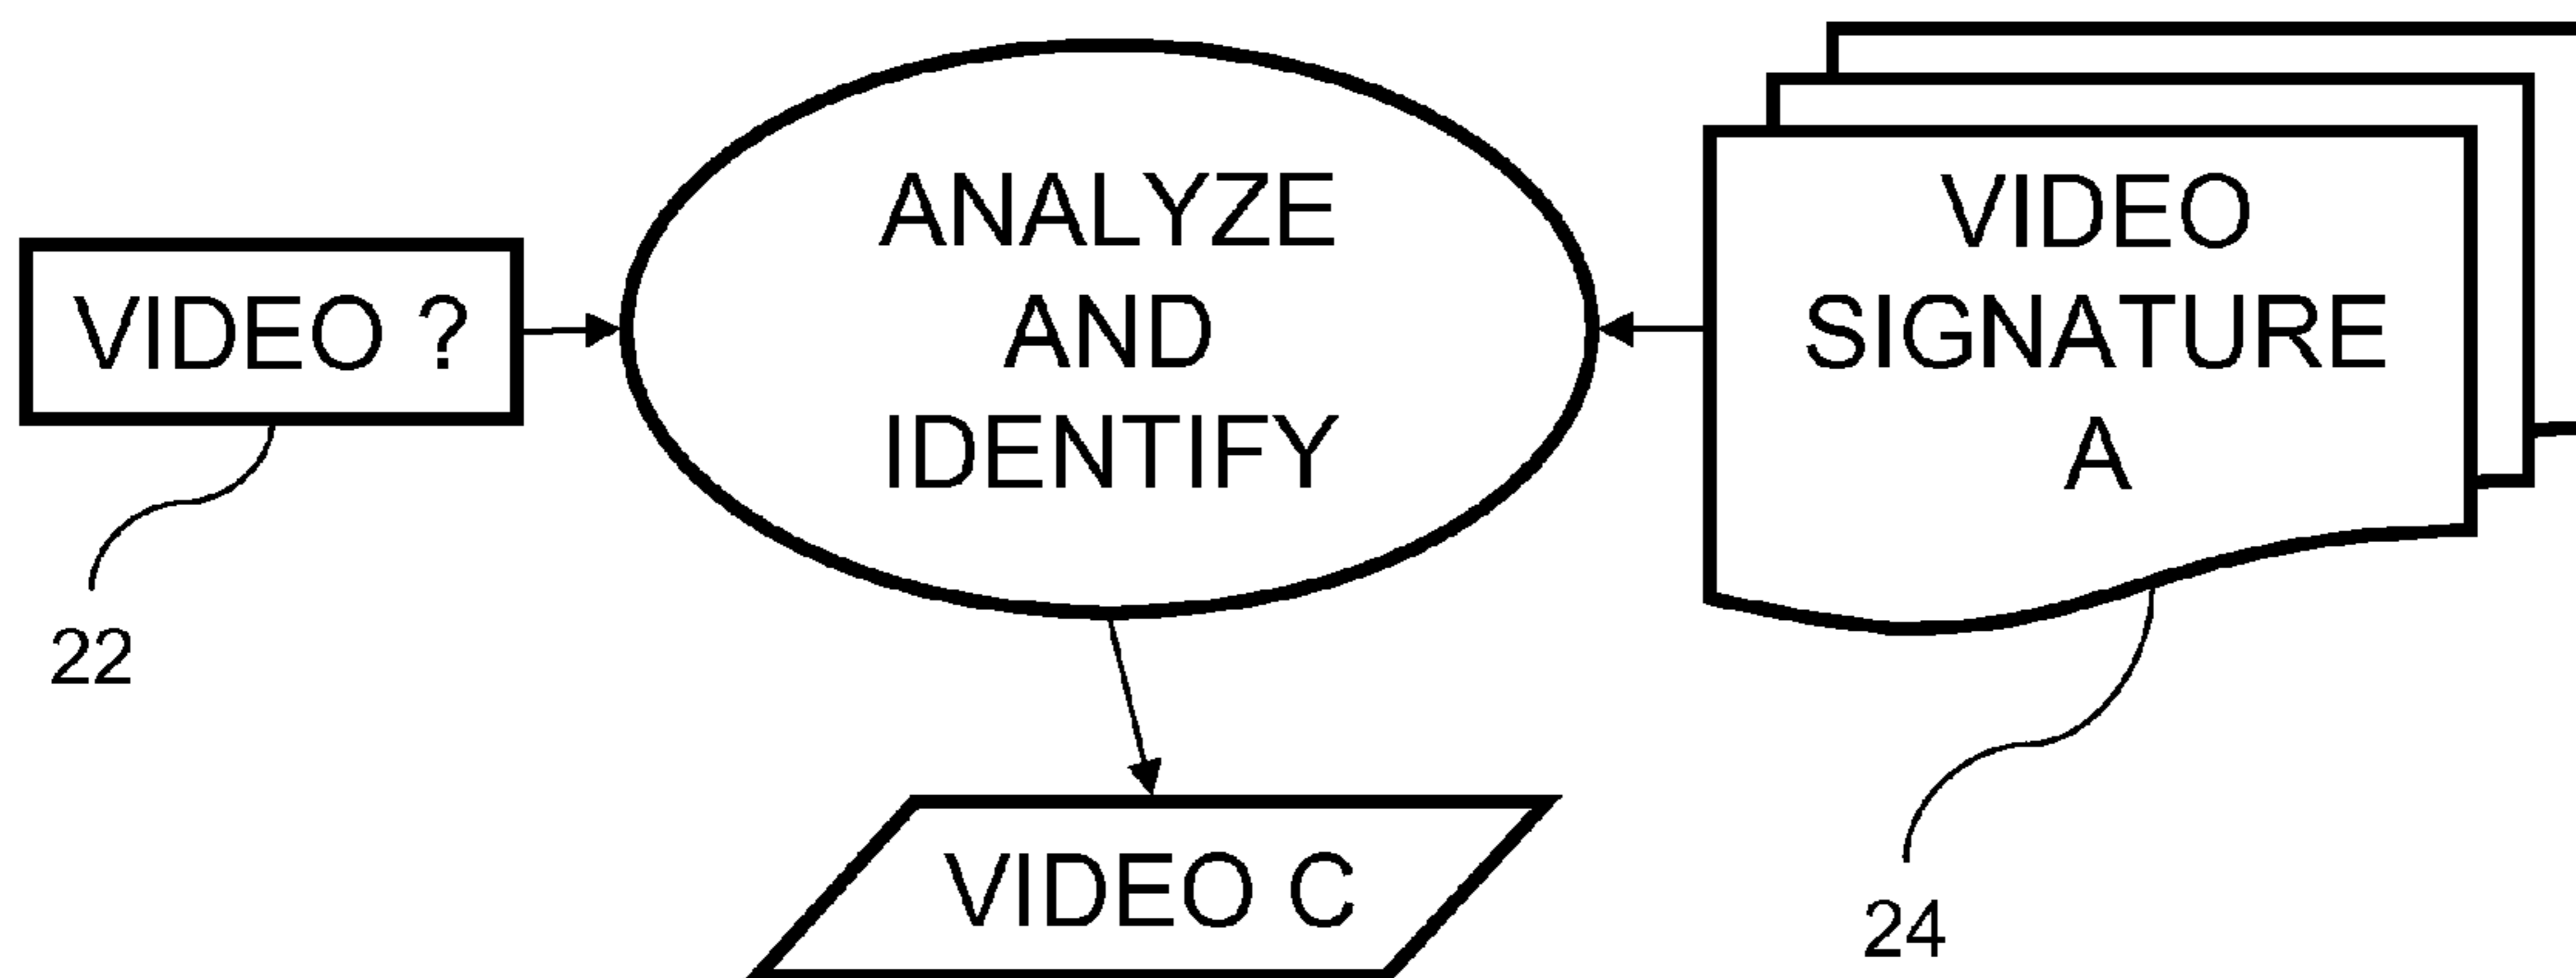 VIDEO ?
22
ANALYZE
AND
IDENTIFY
VIDEO
SIGNATURE
A
24
VIDEO C